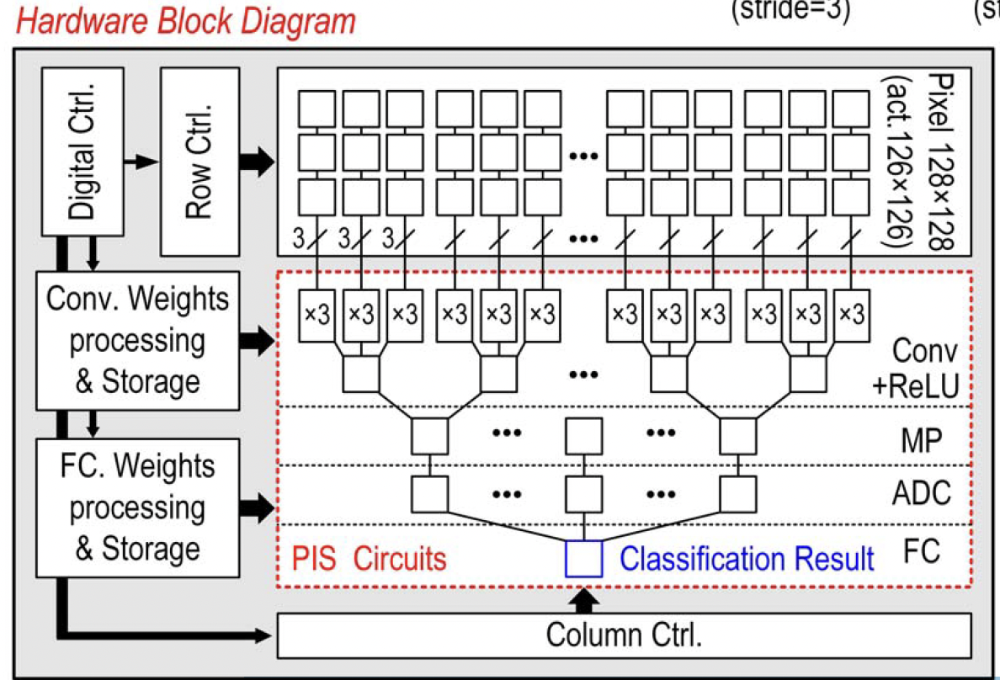 (stride=3)
(st
Hardware Block Diagram
Digital Ctrl.
Row Ctrl.
Pixel 128×128
(act.126×126)
•••
3 3 3 •••
Conv. Weights
processing
& Storage
×3 ×3 ×3 ×3 ×3 ×3 ×3 ×3 ×3 ×3 ×3 ×3
•••
Conv
+ReLU
••• ••• MP
FC. Weights
processing
& Storage
••• ••• ADC
PIS Circuits Classification Result FC
Column Ctrl.